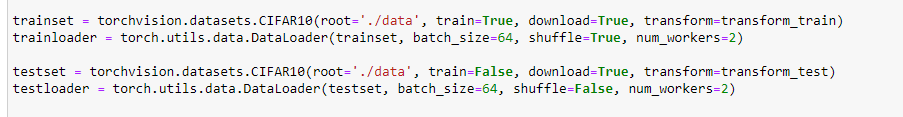 trainset = torchvision.datasets.CIFAR10(root='./data', train=True, download=True, transform=transform_train)
trainloader = torch.utils.data.DataLoader(trainset, batch_size=64, shuffle=True, num_workers=2)
testset = torchvision.datasets.CIFAR10(root='./data', train=False, download=True, transform=transform_test)
testloader = torch.utils.data.DataLoader(testset, batch_size=64, shuffle=False, num_workers=2)